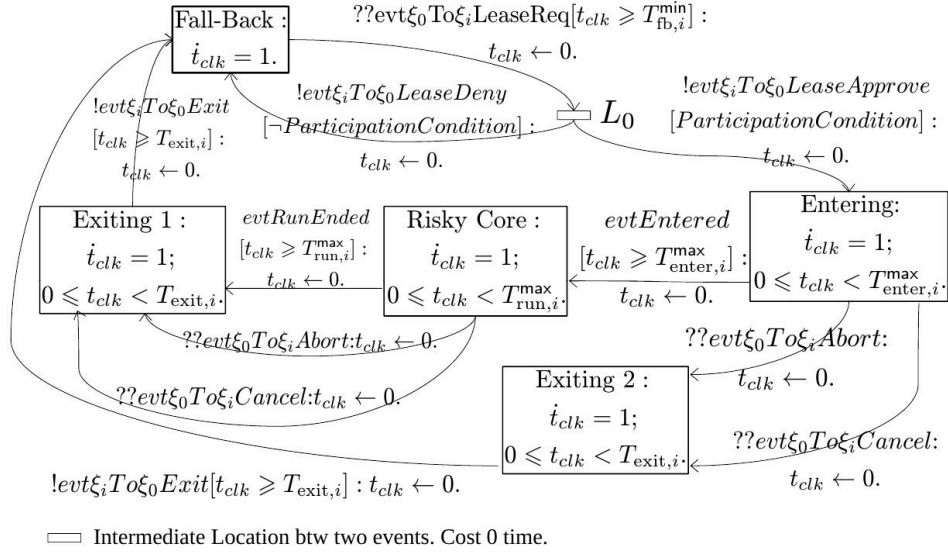 Fall-Back :
ṫ_clk = 1.
??evtξ₀Toξ_iLeaseReq[t_clk ⩾ T^min_fb,i] :
t_clk ← 0.
!evtξ_iToξ₀LeaseDeny
[¬ParticipationCondition] :
t_clk ← 0.
L₀
!evtξ_iToξ₀LeaseApprove
[ParticipationCondition] :
t_clk ← 0.
!evtξ_iToξ₀Exit
[t_clk ⩾ T_exit,i] :
t_clk ← 0.
Exiting 1 :
ṫ_clk = 1;
0 ⩽ t_clk < T_exit,i.
evtRunEnded
[t_clk ⩾ T^max_run,i] :
t_clk ← 0.
Risky Core :
ṫ_clk = 1;
0 ⩽ t_clk < T^max_run,i.
evtEntered
[t_clk ⩾ T^max_enter,i] :
t_clk ← 0.
Entering:
ṫ_clk = 1;
0 ⩽ t_clk < T^max_enter,i.
??evtξ₀Toξ_iAbort:t_clk ← 0.
??evtξ₀Toξ_iCancel:t_clk ← 0.
??evtξ₀Toξ_iAbort:
t_clk ← 0.
Exiting 2 :
ṫ_clk = 1;
0 ⩽ t_clk < T_exit,i.
??evtξ₀Toξ_iCancel:
t_clk ← 0.
!evtξ_iToξ₀Exit[t_clk ⩾ T_exit,i] : t_clk ← 0.
Intermediate Location btw two events. Cost 0 time.